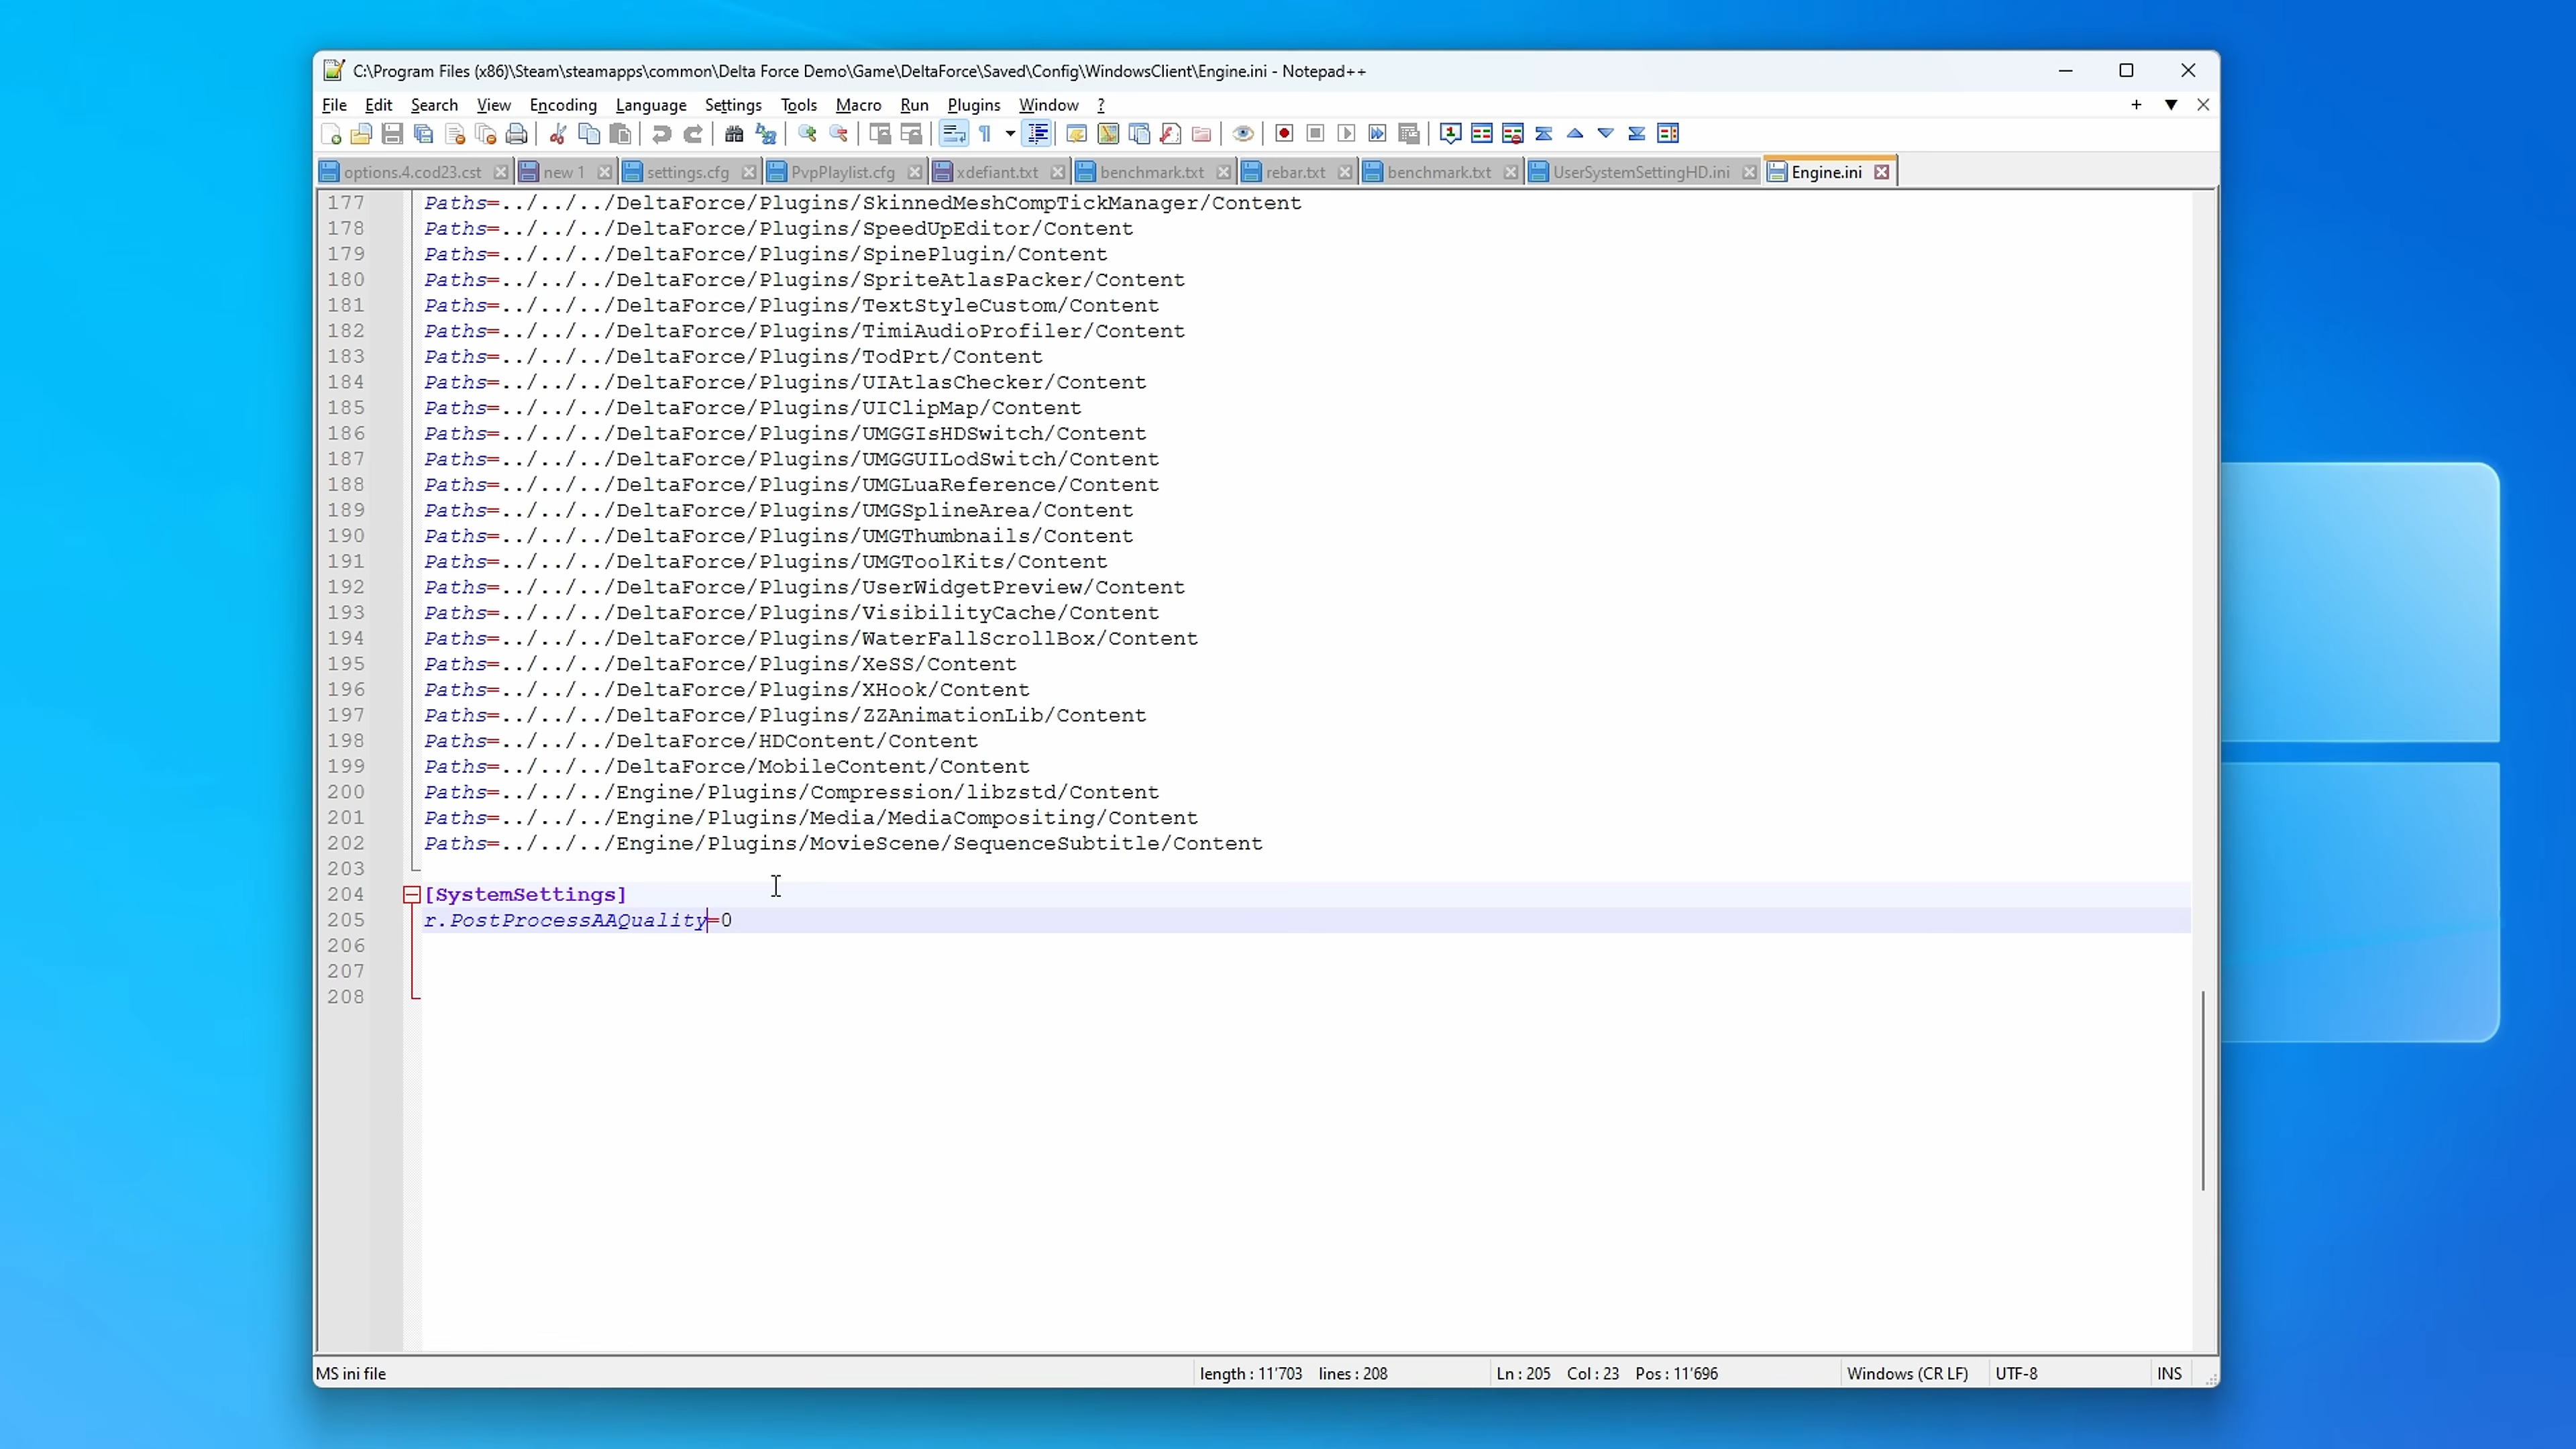 C:\Program Files (x86)\Steam\steamapps\common\Delta Force Demo\Game\DeltaForce\Saved\Config\WindowsClient\Engine.ini - Notepad++
File Edit Search View Encoding Language Settings Tools Macro Run Plugins Window ?
options.4.cod23.cst new 1 settings.cfg PvpPlaylist.cfg xdefiant.txt benchmark.txt rebar.txt benchmark.txt UserSystemSettingHD.ini Engine.ini
177 Paths=../../../DeltaForce/Plugins/SkinnedMeshCompTickManager/Content
178 Paths=../../../DeltaForce/Plugins/SpeedUpEditor/Content
179 Paths=../../../DeltaForce/Plugins/SpinePlugin/Content
180 Paths=../../../DeltaForce/Plugins/SpriteAtlasPacker/Content
181 Paths=../../../DeltaForce/Plugins/TextStyleCustom/Content
182 Paths=../../../DeltaForce/Plugins/TimiAudioProfiler/Content
183 Paths=../../../DeltaForce/Plugins/TodPrt/Content
184 Paths=../../../DeltaForce/Plugins/UIAtlasChecker/Content
185 Paths=../../../DeltaForce/Plugins/UIClipMap/Content
186 Paths=../../../DeltaForce/Plugins/UMGGIsHDSwitch/Content
187 Paths=../../../DeltaForce/Plugins/UMGGUILodSwitch/Content
188 Paths=../../../DeltaForce/Plugins/UMGLuaReference/Content
189 Paths=../../../DeltaForce/Plugins/UMGSplineArea/Content
190 Paths=../../../DeltaForce/Plugins/UMGThumbnails/Content
191 Paths=../../../DeltaForce/Plugins/UMGToolKits/Content
192 Paths=../../../DeltaForce/Plugins/UserWidgetPreview/Content
193 Paths=../../../DeltaForce/Plugins/VisibilityCache/Content
194 Paths=../../../DeltaForce/Plugins/WaterFallScrollBox/Content
195 Paths=../../../DeltaForce/Plugins/XeSS/Content
196 Paths=../../../DeltaForce/Plugins/XHook/Content
197 Paths=../../../DeltaForce/Plugins/ZZAnimationLib/Content
198 Paths=../../../DeltaForce/HDContent/Content
199 Paths=../../../DeltaForce/MobileContent/Content
200 Paths=../../../Engine/Plugins/Compression/libzstd/Content
201 Paths=../../../Engine/Plugins/Media/MediaCompositing/Content
202 Paths=../../../Engine/Plugins/MovieScene/SequenceSubtitle/Content
203
204 [SystemSettings]
205 r.PostProcessAAQuality=0
206
207
208
MS ini file length : 11'703 lines : 208 Ln : 205 Col : 23 Pos : 11'696 Windows (CR LF) UTF-8 INS